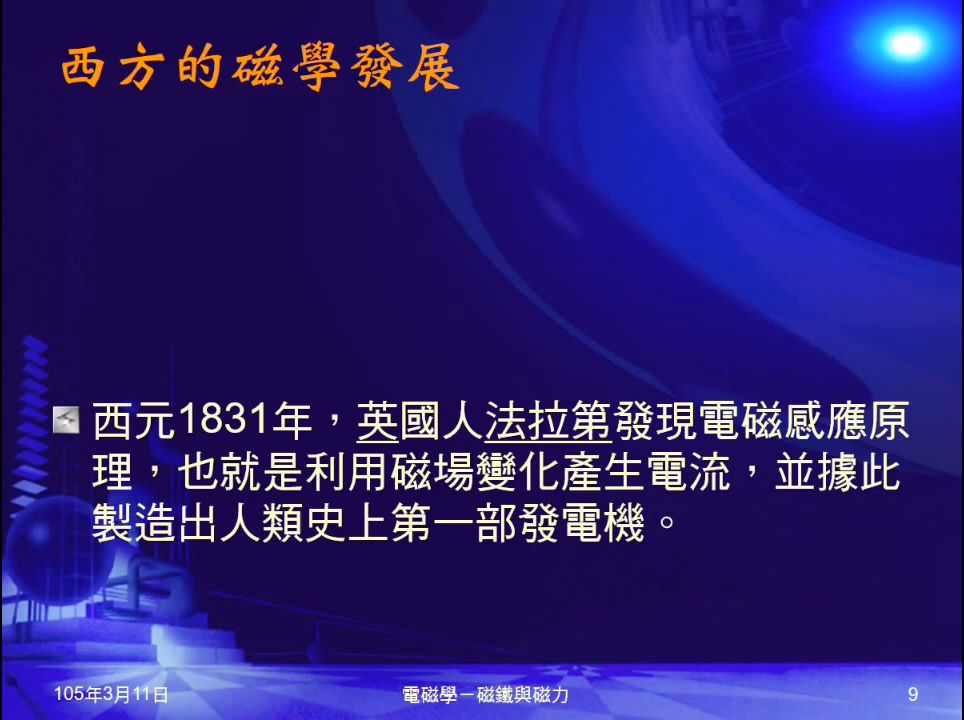 西方的磁學發展
西元1831年，英國人法拉第發現電磁感應原
理，也就是利用磁場變化產生電流，並據此
製造出人類史上第一部發電機。
105年3月11日
電磁學－磁鐵與磁力
9